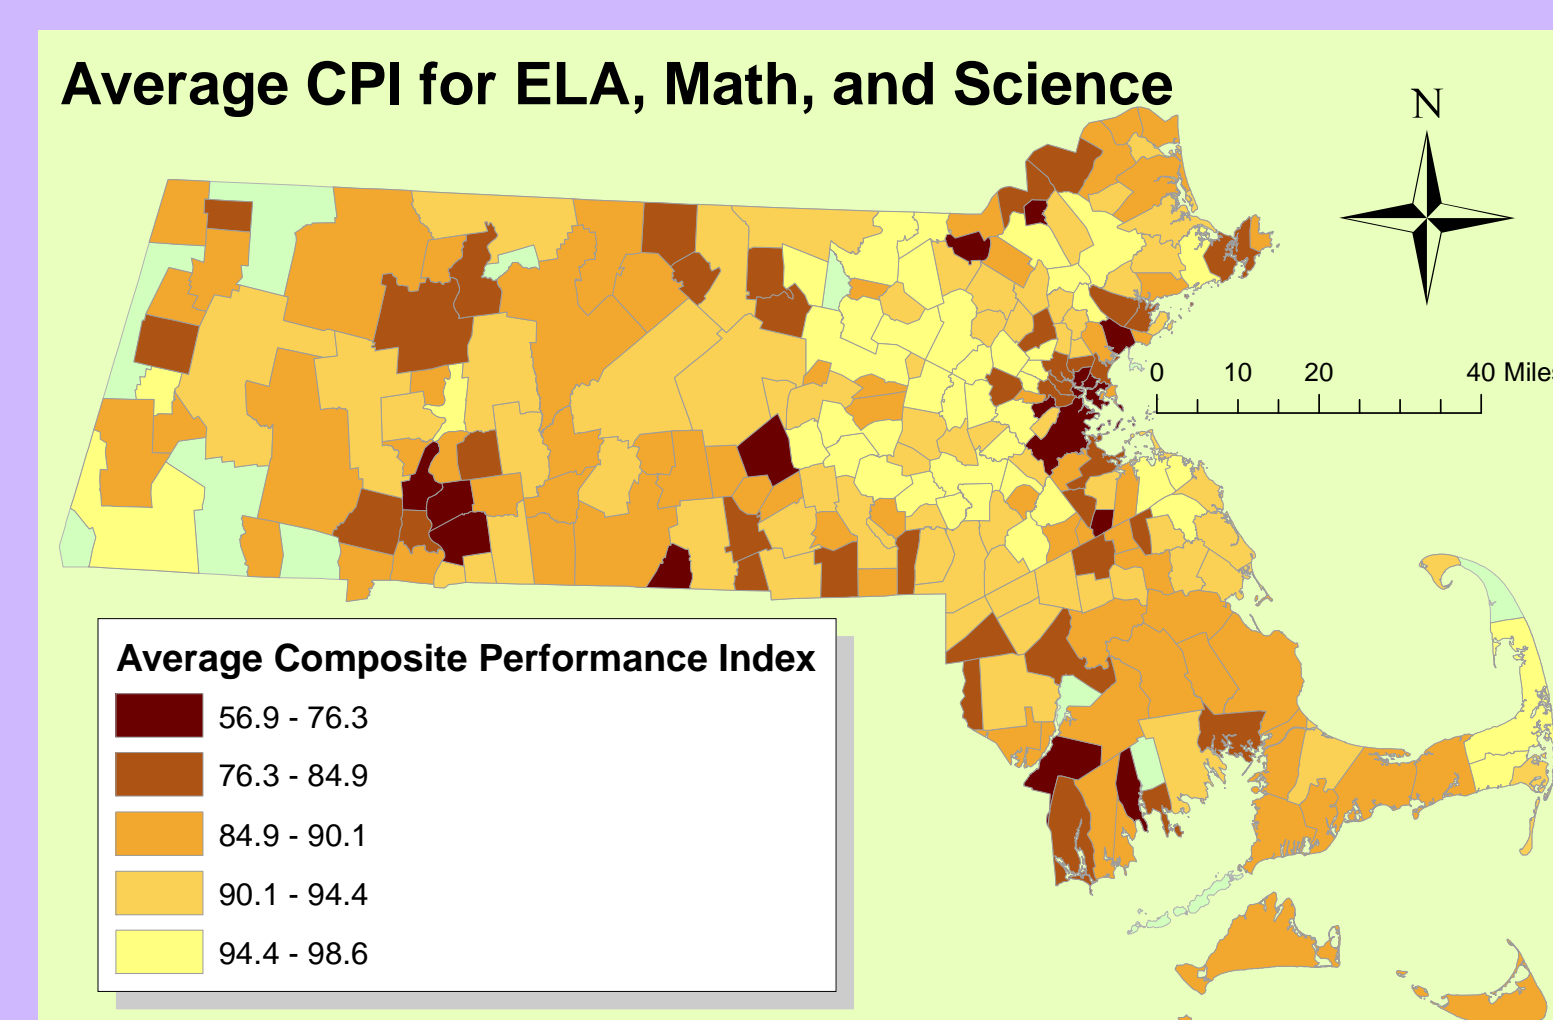 Average CPI for ELA, Math, and Science
N
0 10 20 40 Miles
Average Composite Performance Index
56.9 - 76.3
76.3 - 84.9
84.9 - 90.1
90.1 - 94.4
94.4 - 98.6